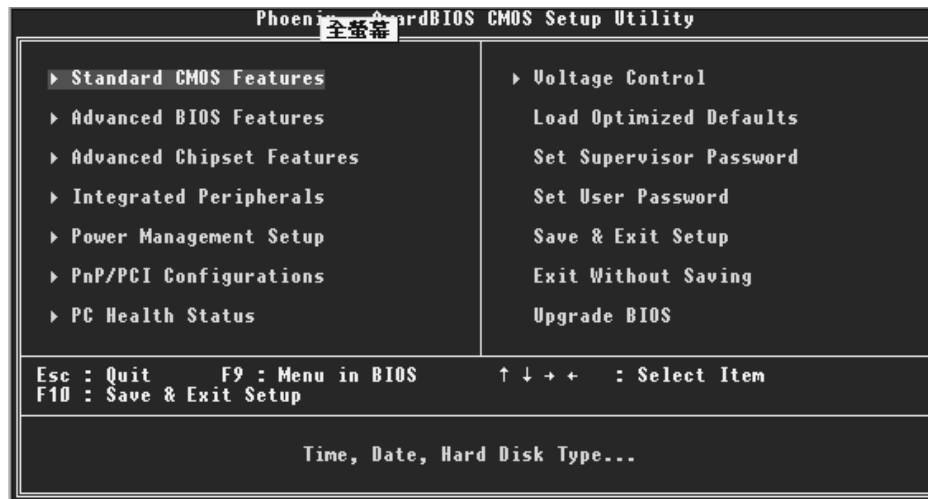 Phoenix - AwardBIOS CMOS Setup Utility
全螢幕
▸ Standard CMOS Features
▸ Advanced BIOS Features
▸ Advanced Chipset Features
▸ Integrated Peripherals
▸ Power Management Setup
▸ PnP/PCI Configurations
▸ PC Health Status
▸ Voltage Control
Load Optimized Defaults
Set Supervisor Password
Set User Password
Save & Exit Setup
Exit Without Saving
Upgrade BIOS
Esc : Quit F9 : Menu in BIOS ↑ ↓ → ← : Select Item
F10 : Save & Exit Setup
Time, Date, Hard Disk Type...